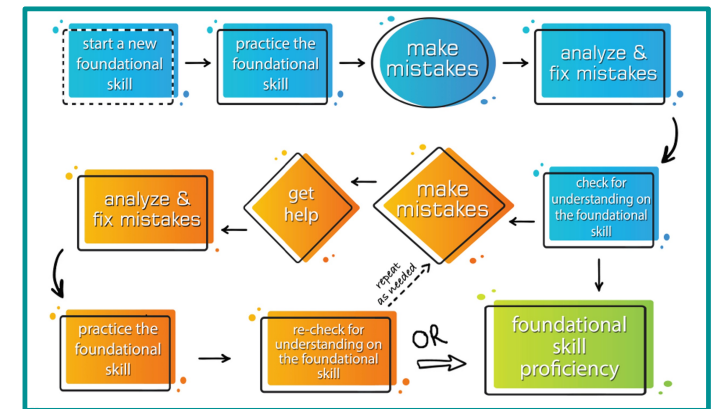 start a new
foundational
skill
practice the
foundational
skill
make
mistakes
analyze &
fix mistakes
check for
understanding on
the foundational
skill
make
mistakes
get
help
analyze &
fix mistakes
practice the
foundational
skill
re-check for
understanding on
the foundational
skill
repeat
as needed
OR
foundational
skill
proficiency